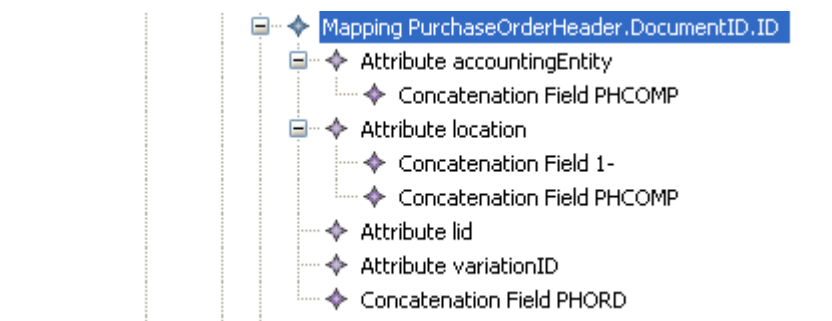 Mapping PurchaseOrderHeader.DocumentID.ID
Attribute accountingEntity
Concatenation Field PHCOMP
Attribute location
Concatenation Field 1-
Concatenation Field PHCOMP
Attribute lid
Attribute variationID
Concatenation Field PHORD